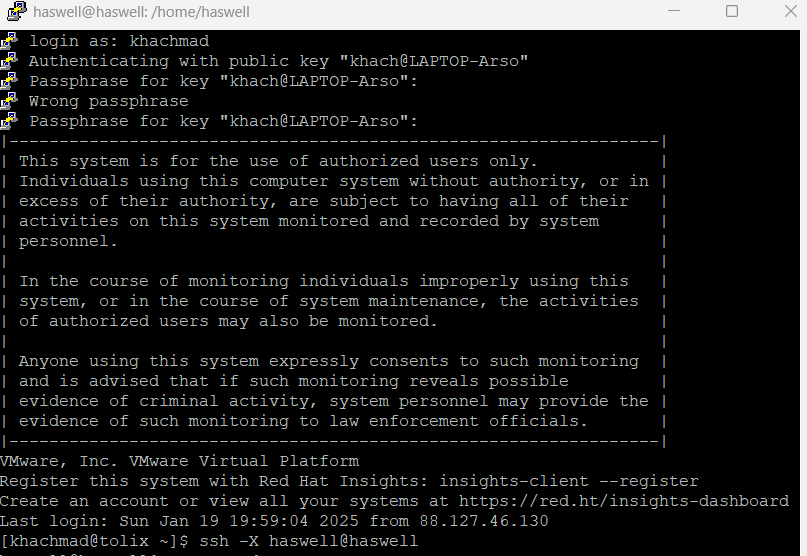 haswell@haswell: /home/haswell
login as: khachmad
Authenticating with public key "khach@LAPTOP-Arso"
Passphrase for key "khach@LAPTOP-Arso":
Wrong passphrase
Passphrase for key "khach@LAPTOP-Arso":
|-----------------------------------------------------------------|
| This system is for the use of authorized users only.            |
| Individuals using this computer system without authority, or in |
| excess of their authority, are subject to having all of their   |
| activities on this system monitored and recorded by system      |
| personnel.                                                      |
|                                                                 |
| In the course of monitoring individuals improperly using this   |
| system, or in the course of system maintenance, the activities  |
| of authorized users may also be monitored.                      |
|                                                                 |
| Anyone using this system expressly consents to such monitoring  |
| and is advised that if such monitoring reveals possible         |
| evidence of criminal activity, system personnel may provide the |
| evidence of such monitoring to law enforcement officials.       |
|-----------------------------------------------------------------|
VMware, Inc. VMware Virtual Platform
Register this system with Red Hat Insights: insights-client --register
Create an account or view all your systems at https://red.ht/insights-dashboard
Last login: Sun Jan 19 19:59:04 2025 from 88.127.46.130
[khachmad@tolix ~]$ ssh -X haswell@haswell